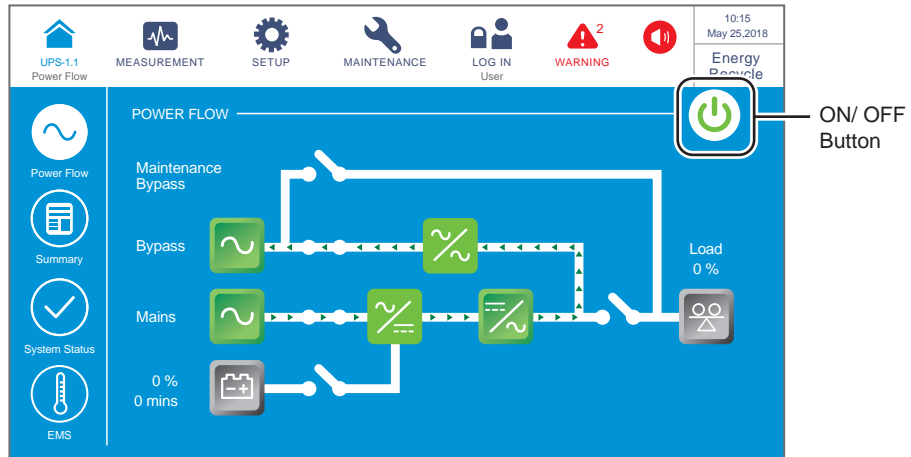 UPS-1.1
Power Flow
MEASUREMENT
SETUP
MAINTENANCE
LOG IN
User
2
WARNING
10:15
May 25,2018
Energy
Recycle
ON/ OFF
Button
POWER FLOW
Power Flow
Summary
System Status
EMS
Maintenance
Bypass
Bypass
Mains
0 %
0 mins
Load
0 %